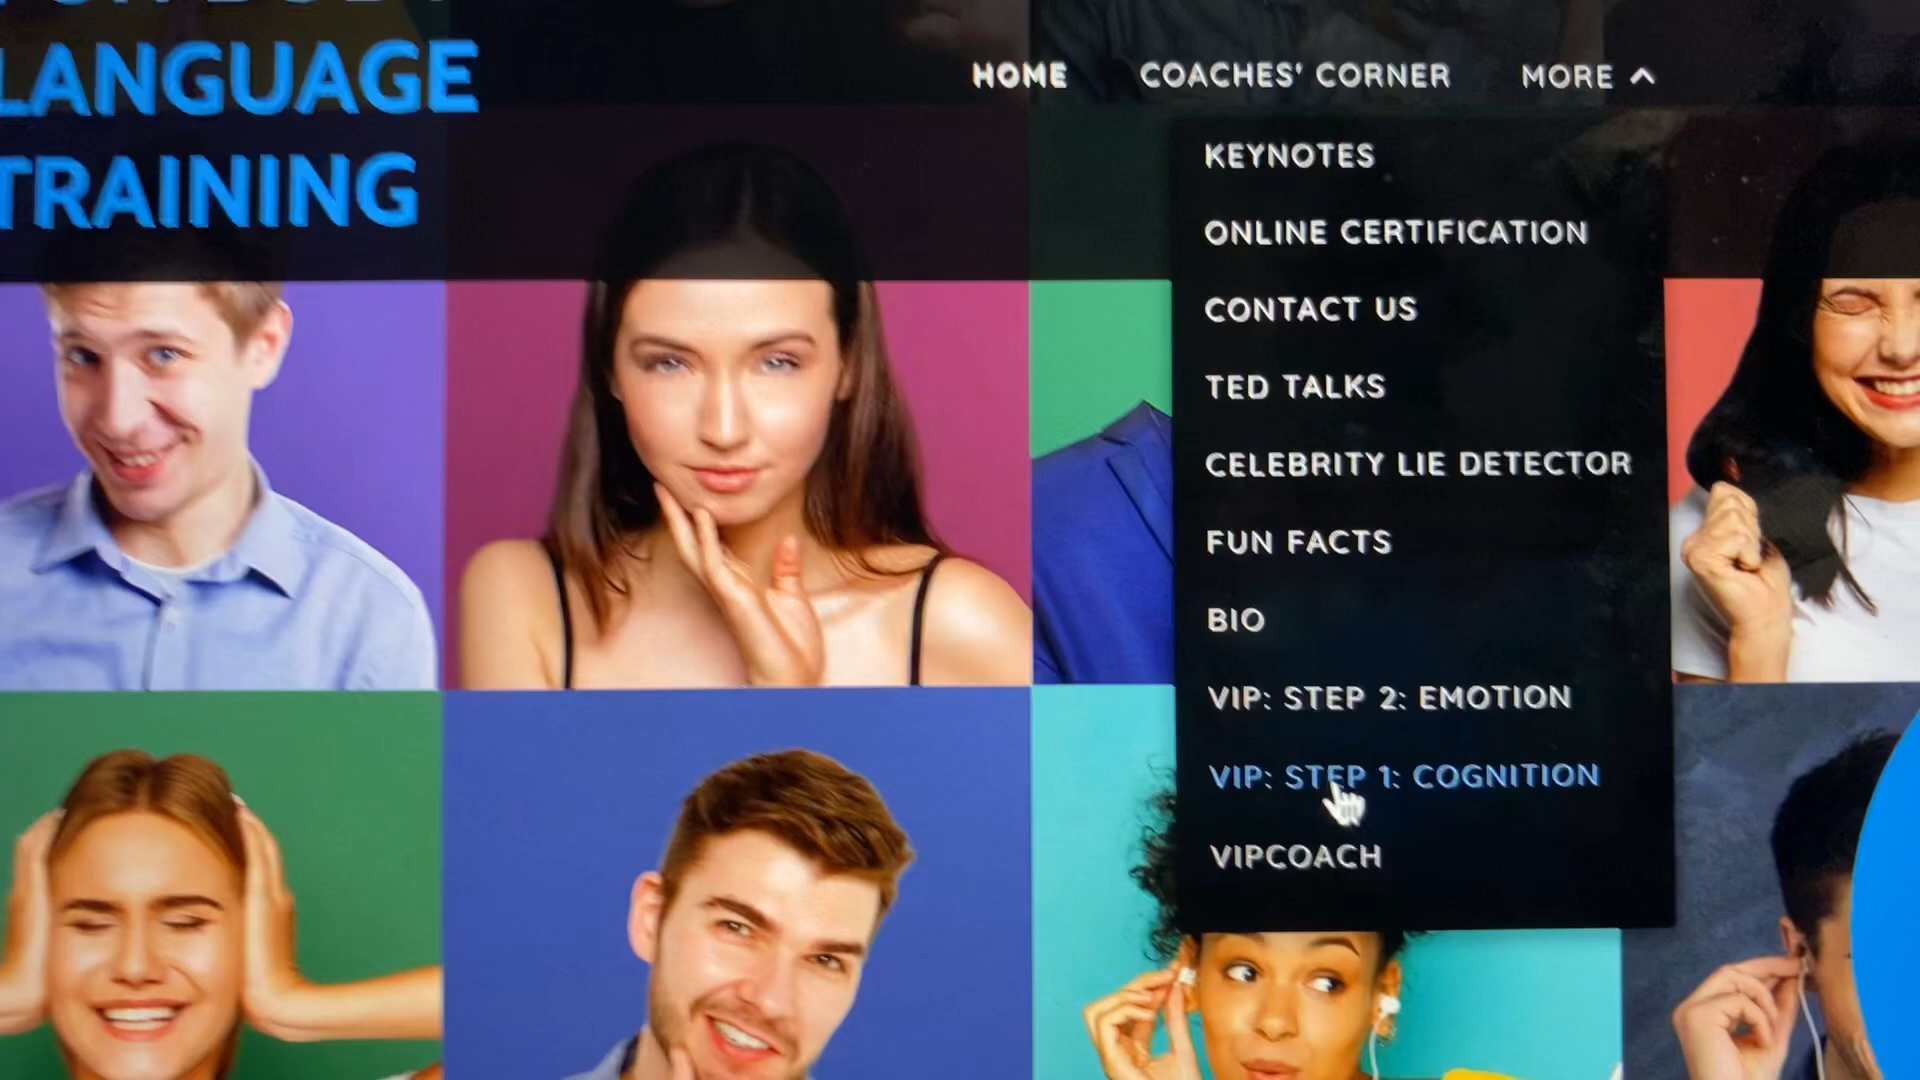 LANGUAGE
TRAINING
HOME COACHES' CORNER MORE
KEYNOTES
ONLINE CERTIFICATION
CONTACT US
TED TALKS
CELEBRITY LIE DETECTOR
FUN FACTS
BIO
VIP: STEP 2: EMOTION
VIP: STEP 1: COGNITION
VIPCOACH